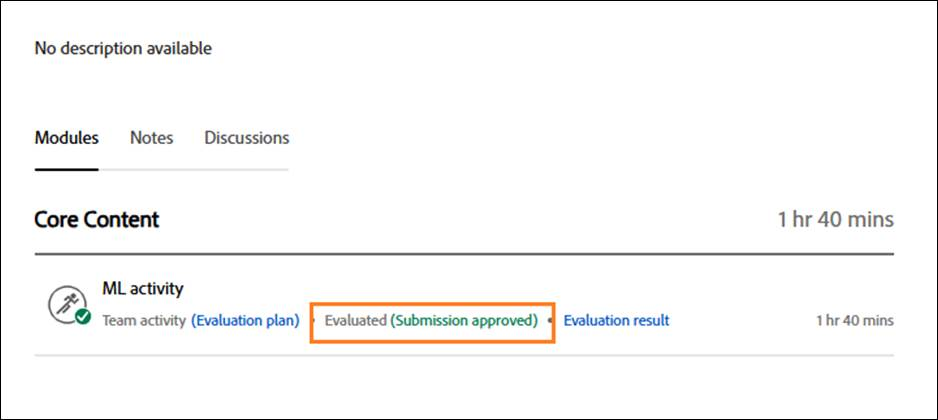 No description available
Modules Notes Discussions
Core Content 1 hr 40 mins
ML activity
Team activity (Evaluation plan) • Evaluated (Submission approved) • Evaluation result 1 hr 40 mins